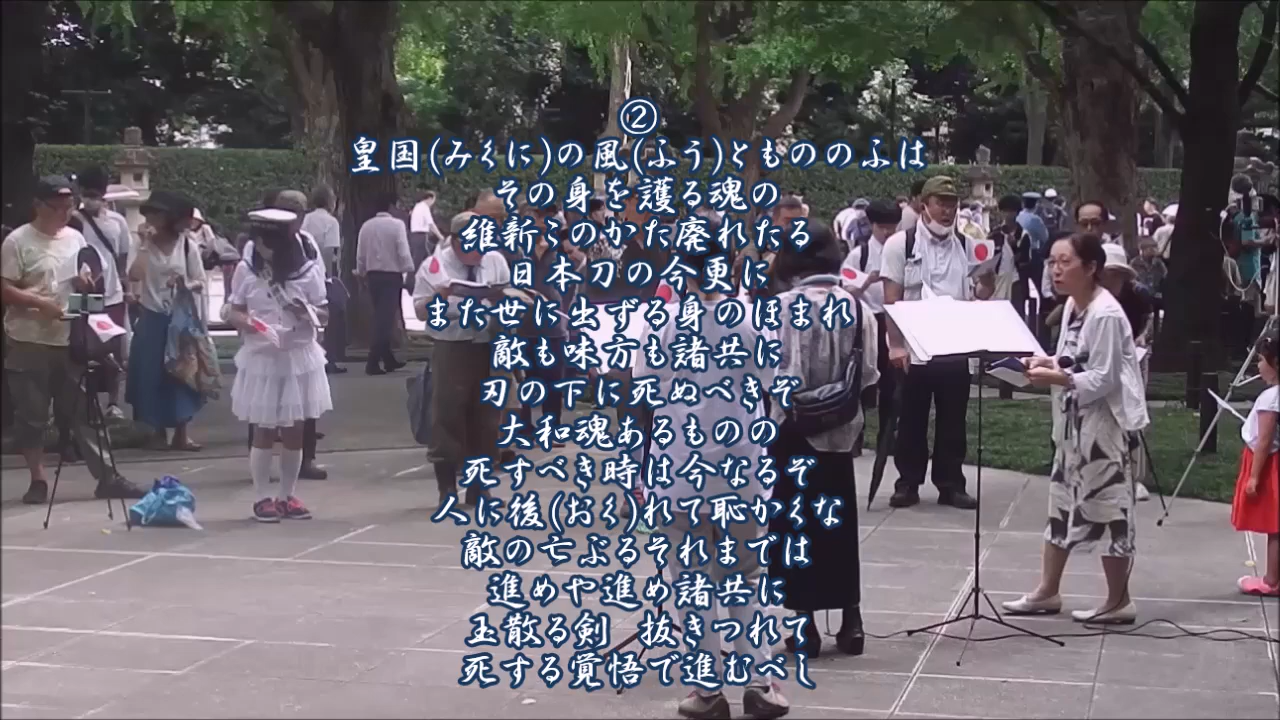 ②
皇国(みくに)の風(ふう)ともののふは
その身を護る魂の
維新このかた廃れたる
日本刀の今更に
また世に出ずる身のほまれ
敵も味方も諸共に
刃の下に死ぬべきぞ
大和魂あるものの
死すべき時は今なるぞ
人に後(おく)れて恥かくな
敵の亡ぶるそれまでは
進めや進め諸共に
玉散る剣　抜きつれて
死する覚悟で進むべし